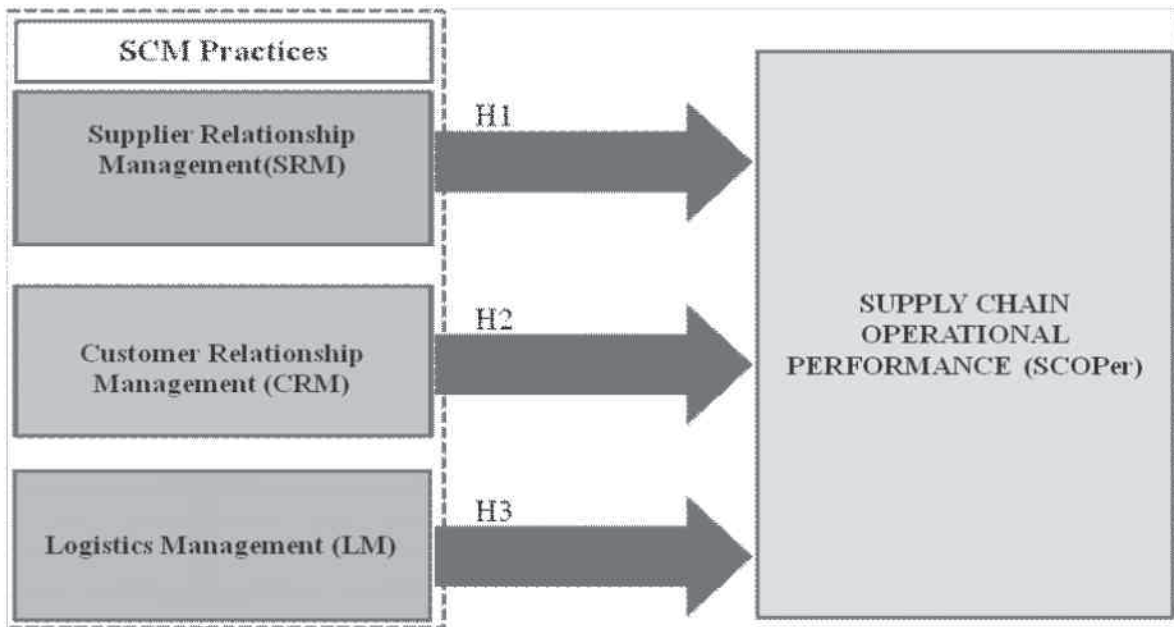 SCM Practices
Supplier Relationship
Management(SRM)
H1
Customer Relationship
Management (CRM)
H2
Logistics Management (LM)
H3
SUPPLY CHAIN
OPERATIONAL
PERFORMANCE (SCOPer)